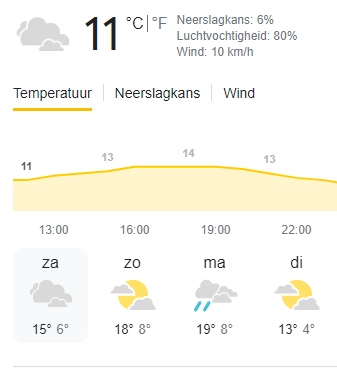 11 °C | °F
Neerslagkans: 6%
Luchtvochtigheid: 80%
Wind: 10 km/h
Temperatuur | Neerslagkans | Wind
11 13 14 13
13:00 16:00 19:00 22:00
za zo ma di
15° 6° 18° 8° 19° 8° 13° 4°